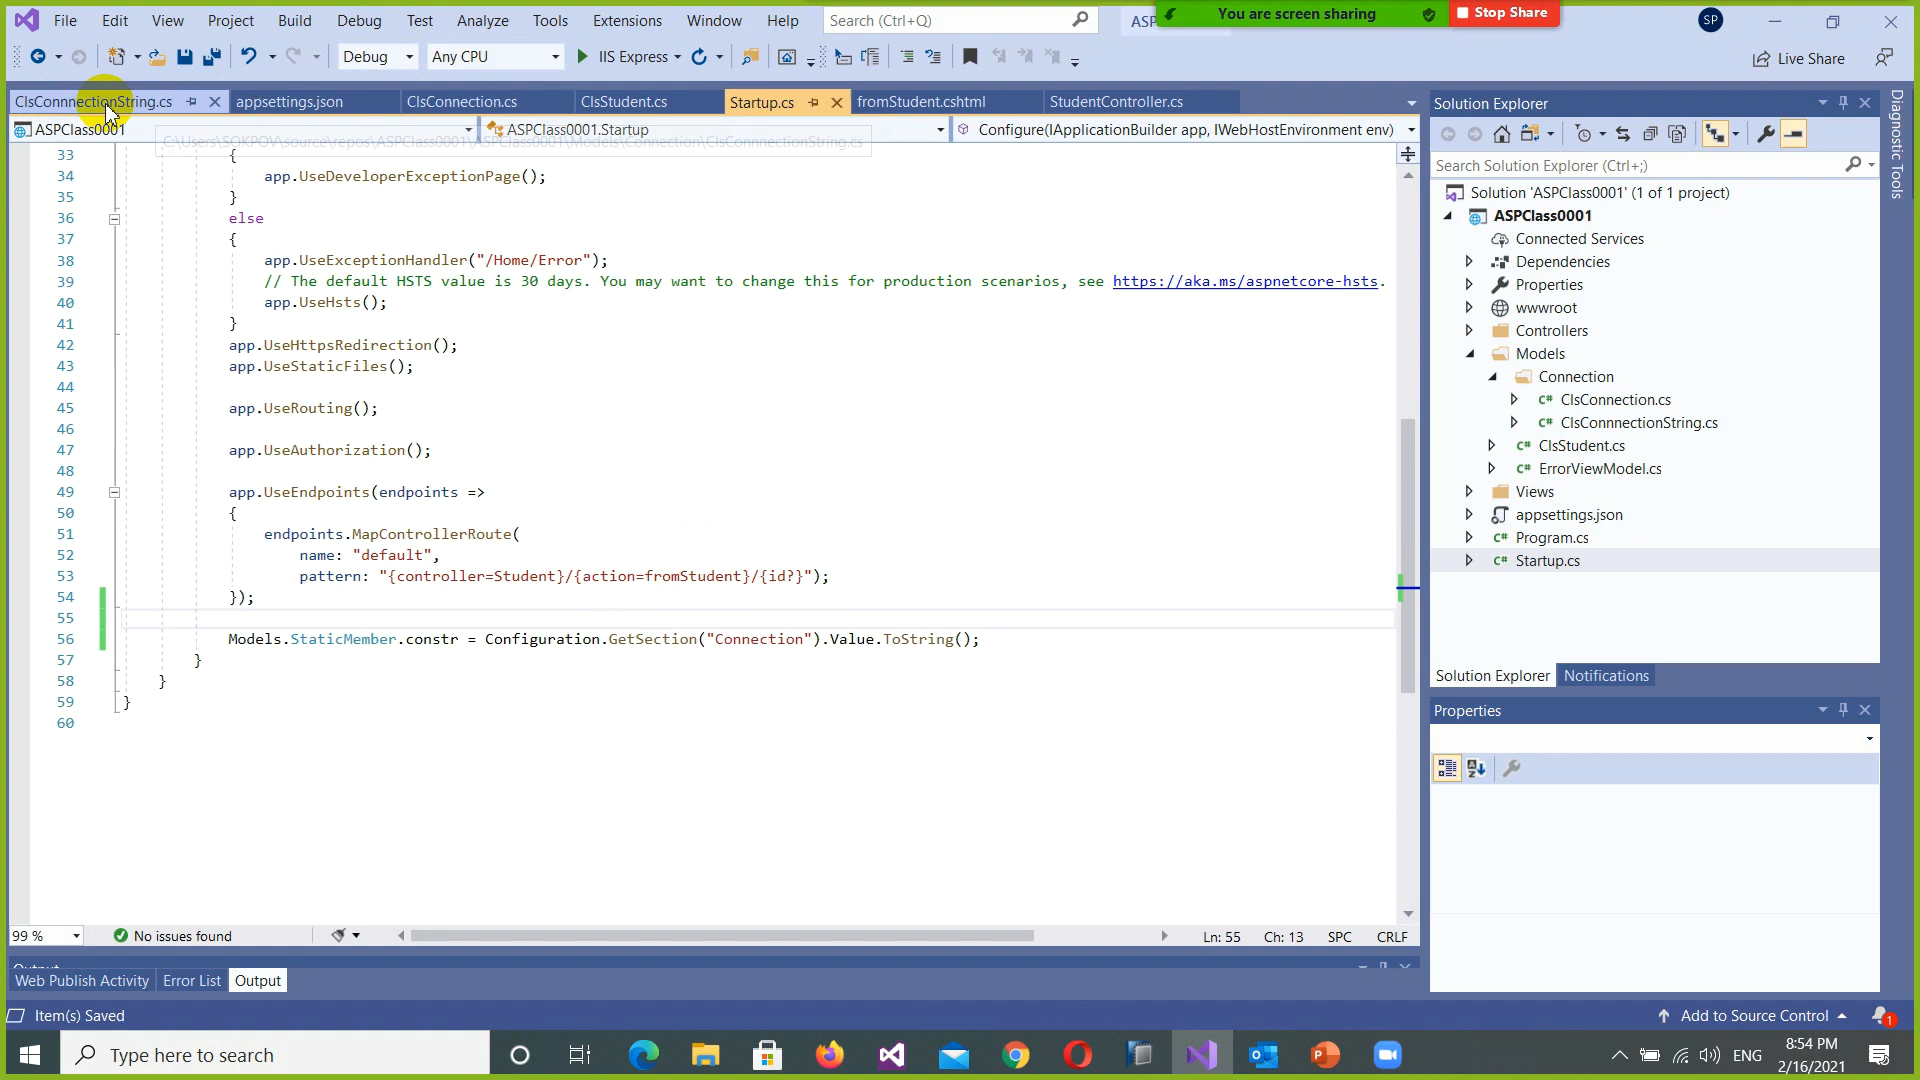 File Edit View Project Build Debug Test Analyze Tools Extensions Window Help Search (Ctrl+Q) ASP You are screen sharing Stop Share SP
Debug Any CPU IIS Express Live Share
ClsConnnectionString.cs appsettings.json ClsConnection.cs ClsStudent.cs Startup.cs fromStudent.cshtml StudentController.cs
ASPClass0001 ASPClass0001.Startup Configure(IApplicationBuilder app, IWebHostEnvironment env)
C:\Users\SOKPOV\source\repos\ASPClass0001\ASPClass0001\Models\Connection\ClsConnnectionString.cs
33 {
34 app.UseDeveloperExceptionPage();
35 }
36 else
37 {
38 app.UseExceptionHandler("/Home/Error");
39 // The default HSTS value is 30 days. You may want to change this for production scenarios, see https://aka.ms/aspnetcore-hsts.
40 app.UseHsts();
41 }
42 app.UseHttpsRedirection();
43 app.UseStaticFiles();
44
45 app.UseRouting();
46
47 app.UseAuthorization();
48
49 app.UseEndpoints(endpoints =>
50 {
51 endpoints.MapControllerRoute(
52 name: "default",
53 pattern: "{controller=Student}/{action=fromStudent}/{id?}");
54 });
55
56 Models.StaticMember.constr = Configuration.GetSection("Connection").Value.ToString();
57 }
58 }
59 }
60
99 % No issues found Ln: 55 Ch: 13 SPC CRLF
Output
Web Publish Activity Error List Output
Item(s) Saved Add to Source Control 1
Solution Explorer
Search Solution Explorer (Ctrl+;)
Solution 'ASPClass0001' (1 of 1 project)
ASPClass0001
Connected Services
Dependencies
Properties
wwwroot
Controllers
Models
Connection
C# ClsConnection.cs
C# ClsConnnectionString.cs
C# ClsStudent.cs
C# ErrorViewModel.cs
Views
appsettings.json
C# Program.cs
C# Startup.cs
Solution Explorer Notifications
Properties
Diagnostic Tools
Type here to search
ENG
8:54 PM
2/16/2021